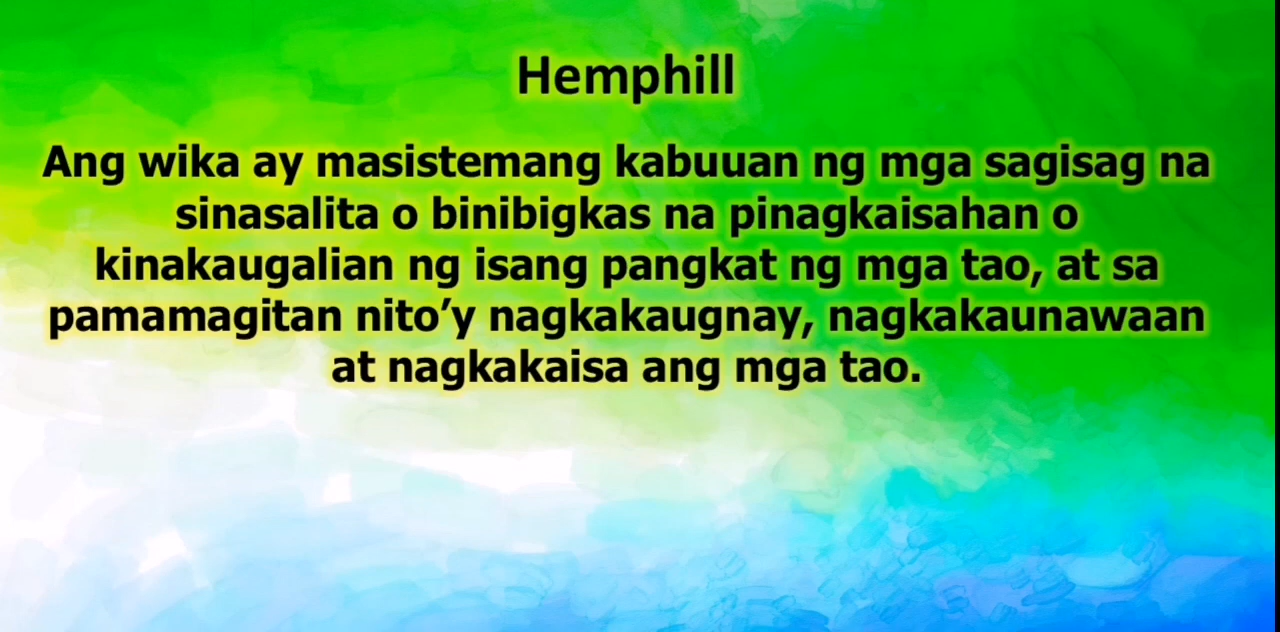 Hemphill
Ang wika ay masistemang kabuuan ng mga sagisag na
sinasalita o binibigkas na pinagkaisahan o
kinakaugalian ng isang pangkat ng mga tao, at sa
pamamagitan nito’y nagkakaugnay, nagkakaunawaan
at nagkakaisa ang mga tao.